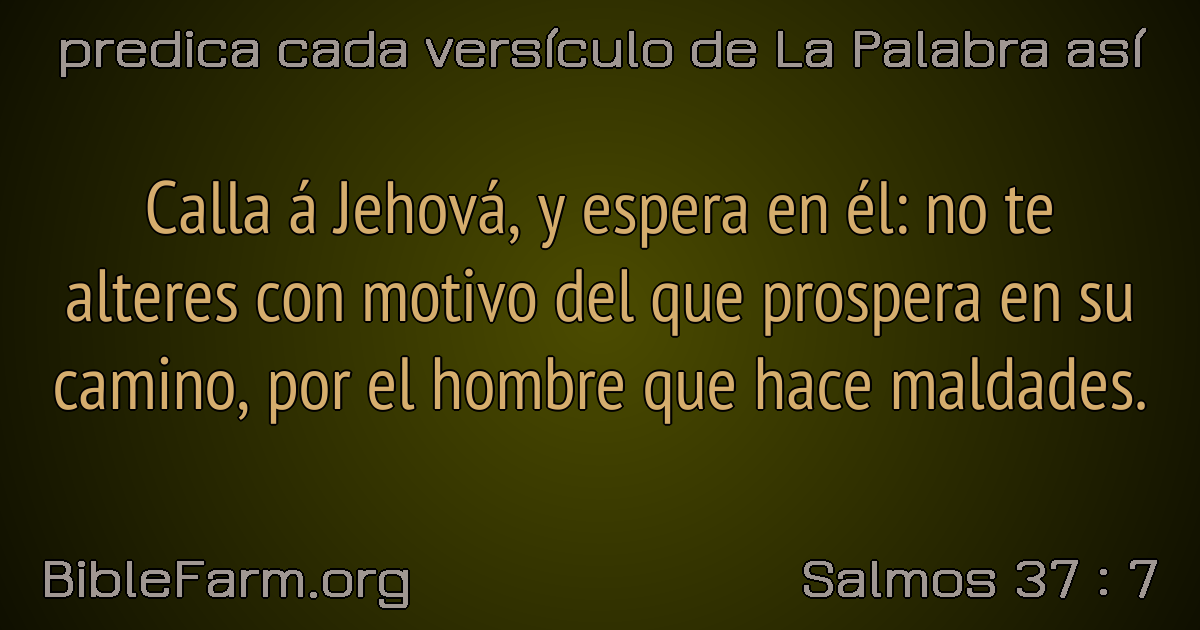 predica cada versículo de La Palabra así
Calla á Jehová, y espera en él: no te
alteres con motivo del que prospera en su
camino, por el hombre que hace maldades.
BibleFarm.org
Salmos 37 : 7